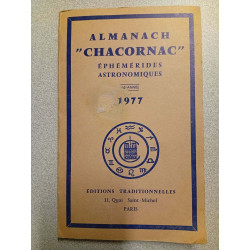 ALMANACH
"CHACORNAC"
ÉPHÉMÉRIDES
ASTRONOMIQUES
1977
ÉDITIONS TRADITIONNELLES
11, Quai Saint-Michel
PARIS